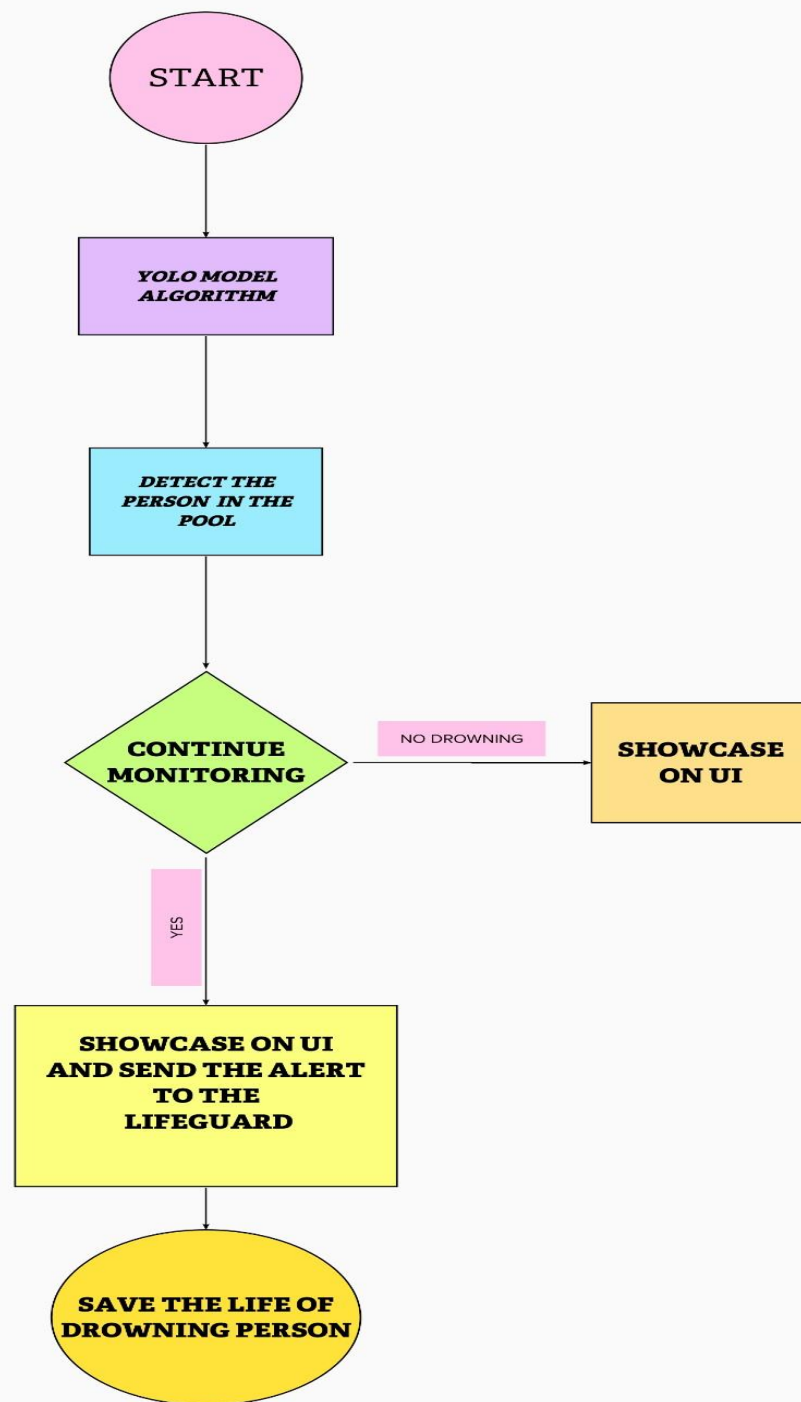 START
YOLO MODEL
ALGORITHM
DETECT THE
PERSON IN THE
POOL
CONTINUE
MONITORING
NO DROWNING
SHOWCASE
ON UI
YES
SHOWCASE ON UI
AND SEND THE ALERT
TO THE
LIFEGUARD
SAVE THE LIFE OF
DROWNING PERSON